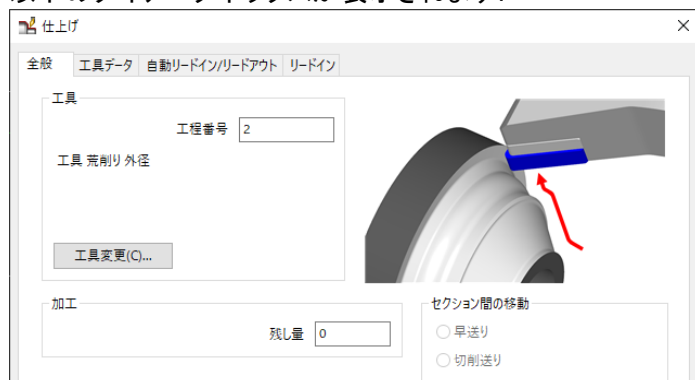 仕上げ
全般 工具データ 自動リードイン/リードアウト リードイン
工具
工程番号 2
工具 荒削り 外径
工具変更(C)...
加工
残し量 0
セクション間の移動
早送り
切削送り